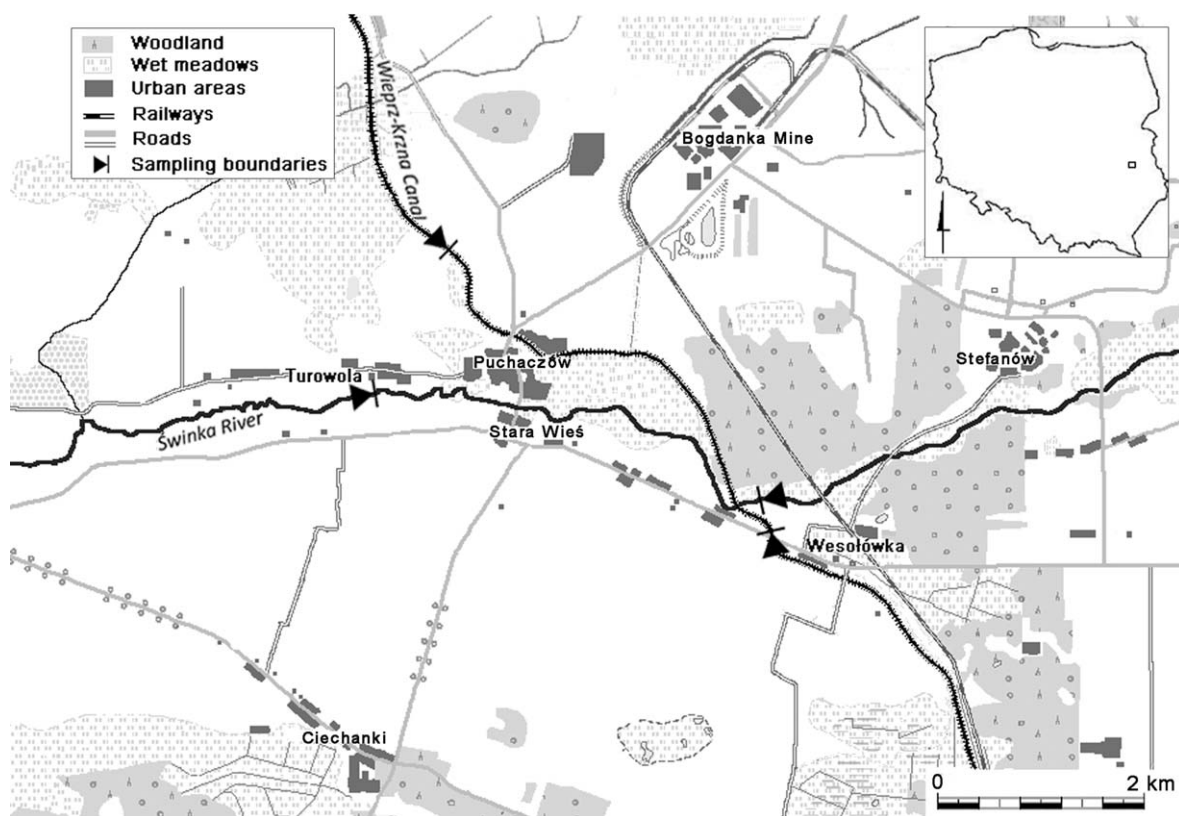 Woodland
Wet meadows
Urban areas
Railways
Roads
Sampling boundaries
Wieprz-Krzna Canal
Bogdanka Mine
Puchaczów
Stefanów
Turowola
Świnka River
Stara Wieś
Wesołówka
Ciechanki
0 2 km